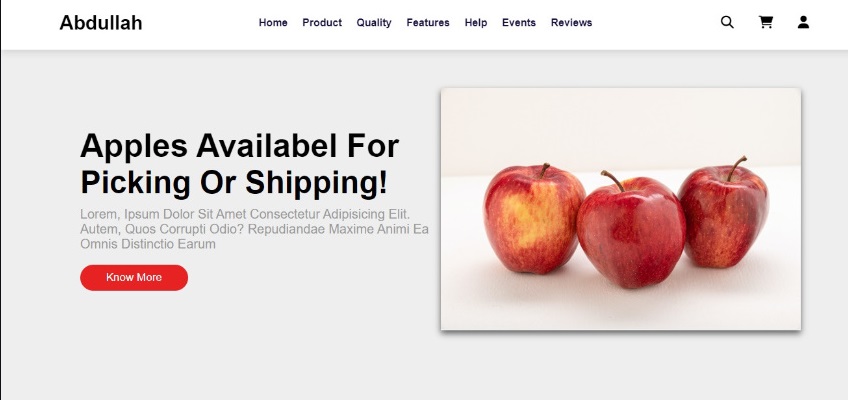 Abdullah
Home Product Quality Features Help Events Reviews
Apples Availabel For
Picking Or Shipping!
Lorem, Ipsum Dolor Sit Amet Consectetur Adipisicing Elit.
Autem, Quos Corrupti Odio? Repudiandae Maxime Animi Ea
Omnis Distinctio Earum
Know More